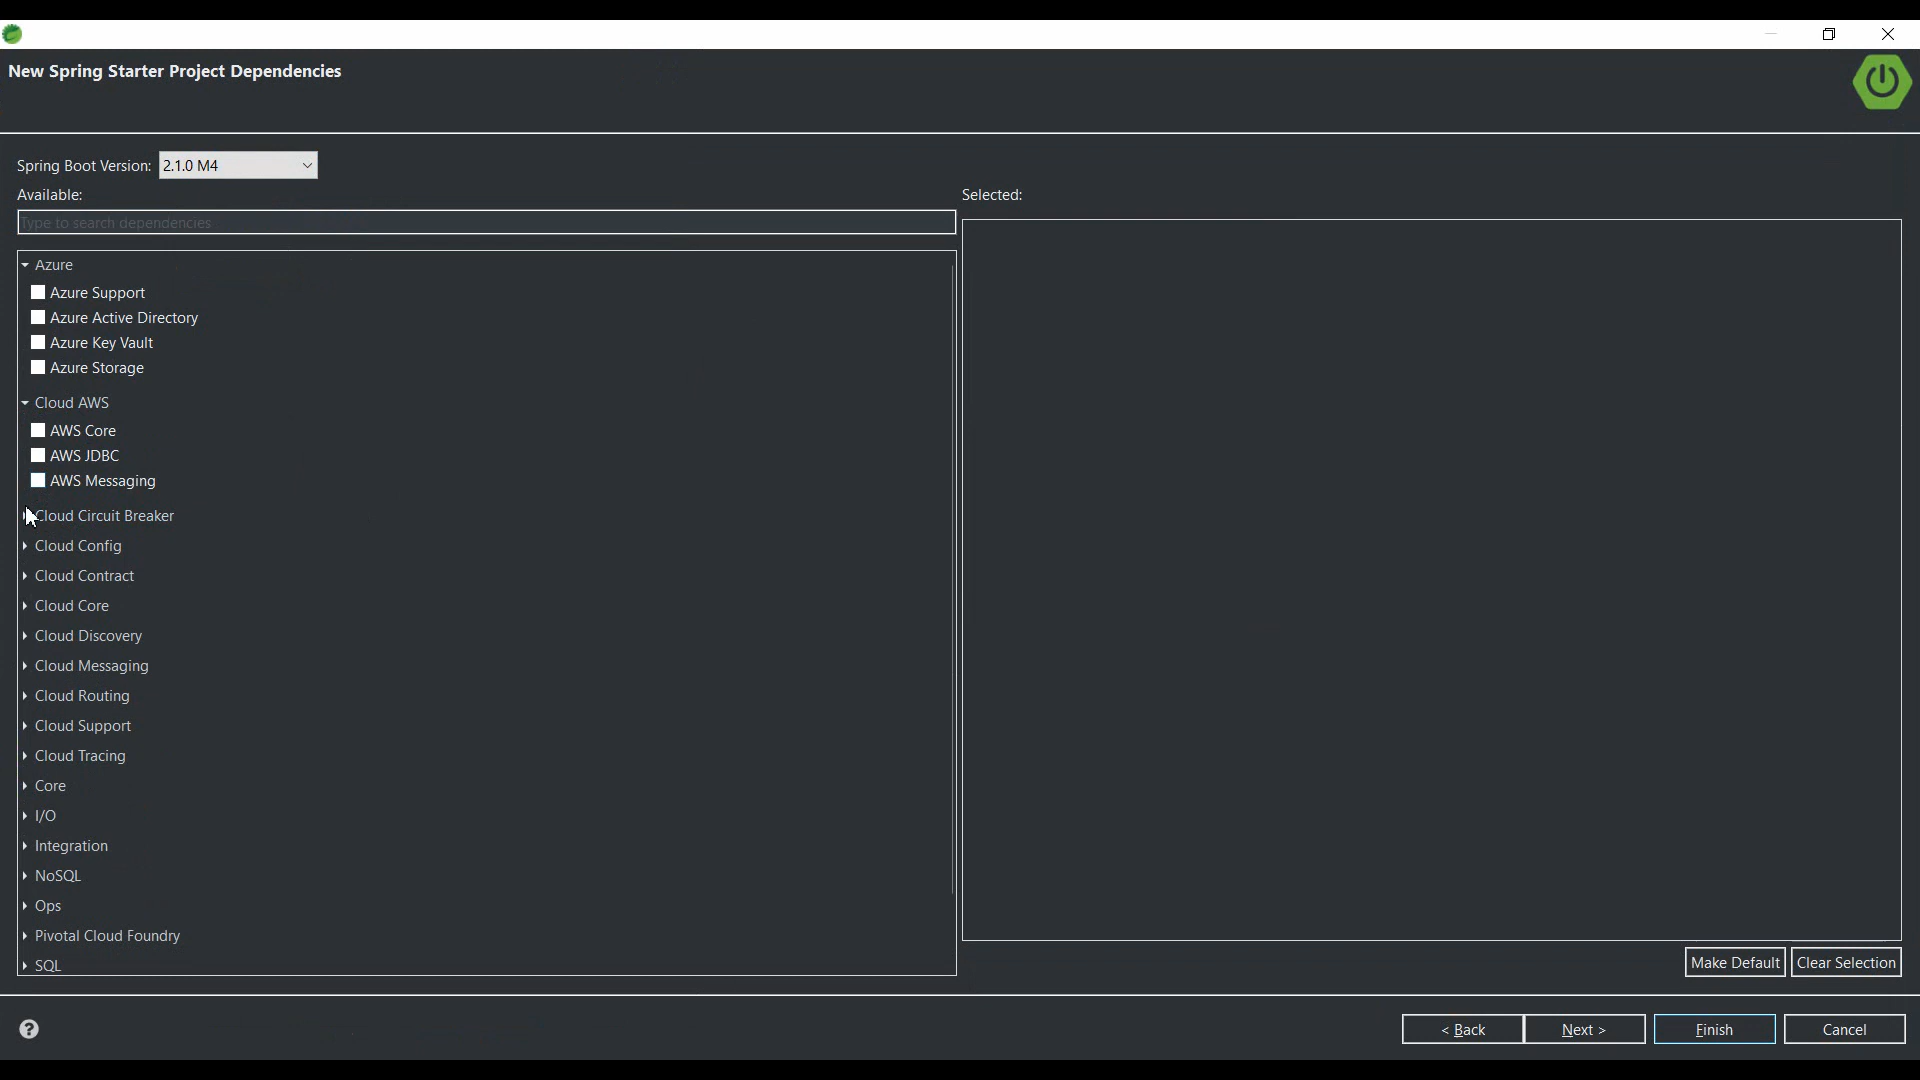 New Spring Starter Project Dependencies
Spring Boot Version: 2.1.0 M4
Available:
Selected:
Type to search dependencies
Azure
Azure Support
Azure Active Directory
Azure Key Vault
Azure Storage
Cloud AWS
AWS Core
AWS JDBC
AWS Messaging
Cloud Circuit Breaker
Cloud Config
Cloud Contract
Cloud Core
Cloud Discovery
Cloud Messaging
Cloud Routing
Cloud Support
Cloud Tracing
Core
I/O
Integration
NoSQL
Ops
Pivotal Cloud Foundry
SQL
Make Default Clear Selection
? < Back Next > Finish Cancel